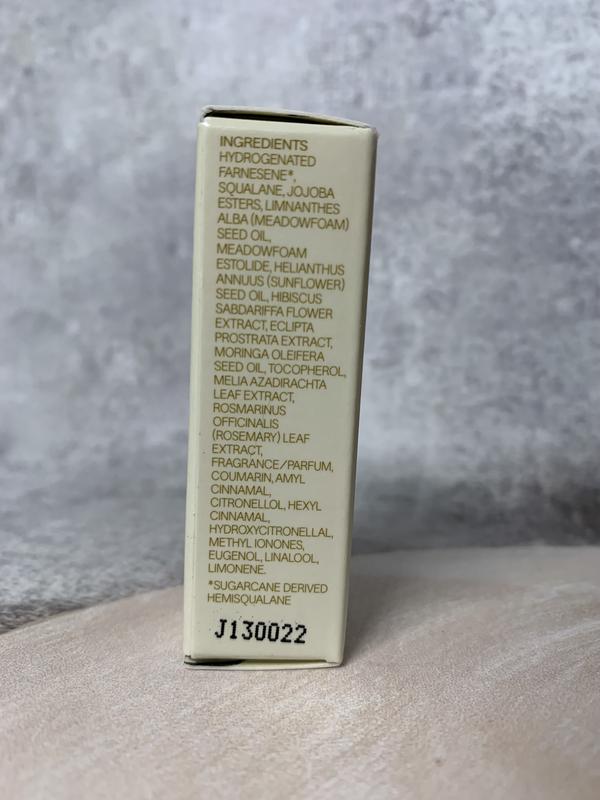 INGREDIENTS
HYDROGENATED
FARNESENE*,
SQUALANE, JOJOBA
ESTERS, LIMNANTHES
ALBA (MEADOWFOAM)
SEED OIL,
MEADOWFOAM
ESTOLIDE, HELIANTHUS
ANNUUS (SUNFLOWER)
SEED OIL, HIBISCUS
SABDARIFFA FLOWER
EXTRACT, ECLIPTA
PROSTRATA EXTRACT,
MORINGA OLEIFERA
SEED OIL, TOCOPHEROL,
MELIA AZADIRACHTA
LEAF EXTRACT,
ROSMARINUS
OFFICINALIS
(ROSEMARY) LEAF
EXTRACT,
FRAGRANCE/PARFUM,
COUMARIN, AMYL
CINNAMAL,
CITRONELLOL, HEXYL
CINNAMAL,
HYDROXYCITRONELLAL,
METHYL IONONES,
EUGENOL, LINALOOL,
LIMONENE.
*SUGARCANE DERIVED
HEMISQUALANE
J130022